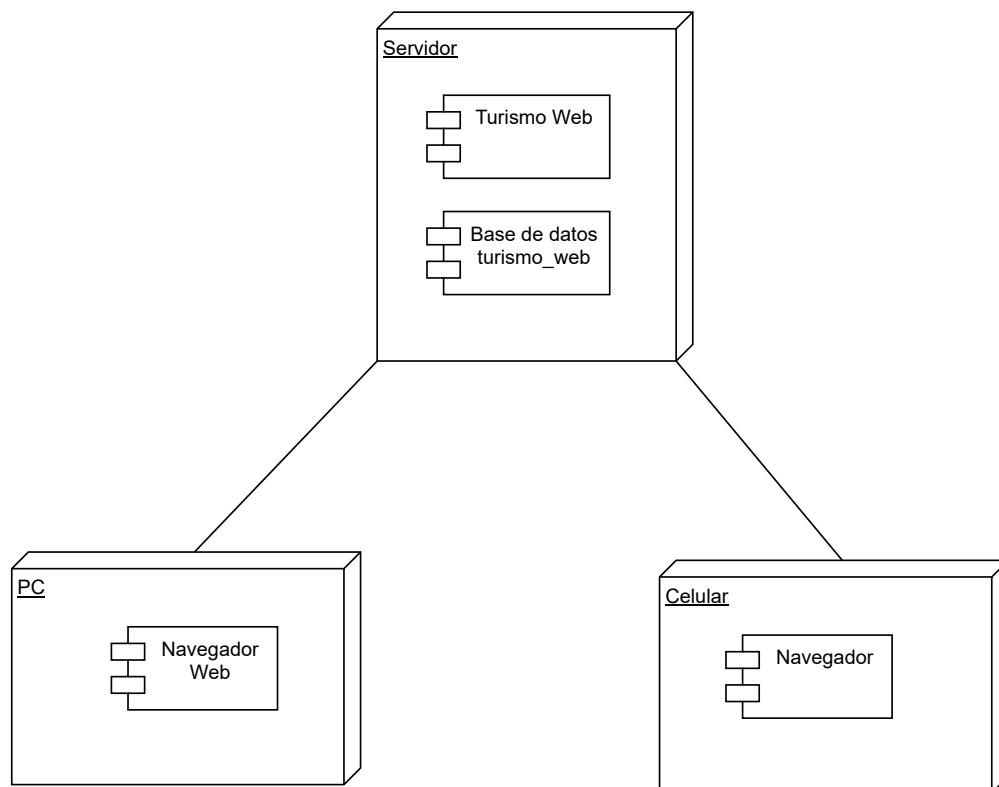 Servidor
Turismo Web
Base de datos
turismo_web
PC
Navegador
Web
Celular
Navegador